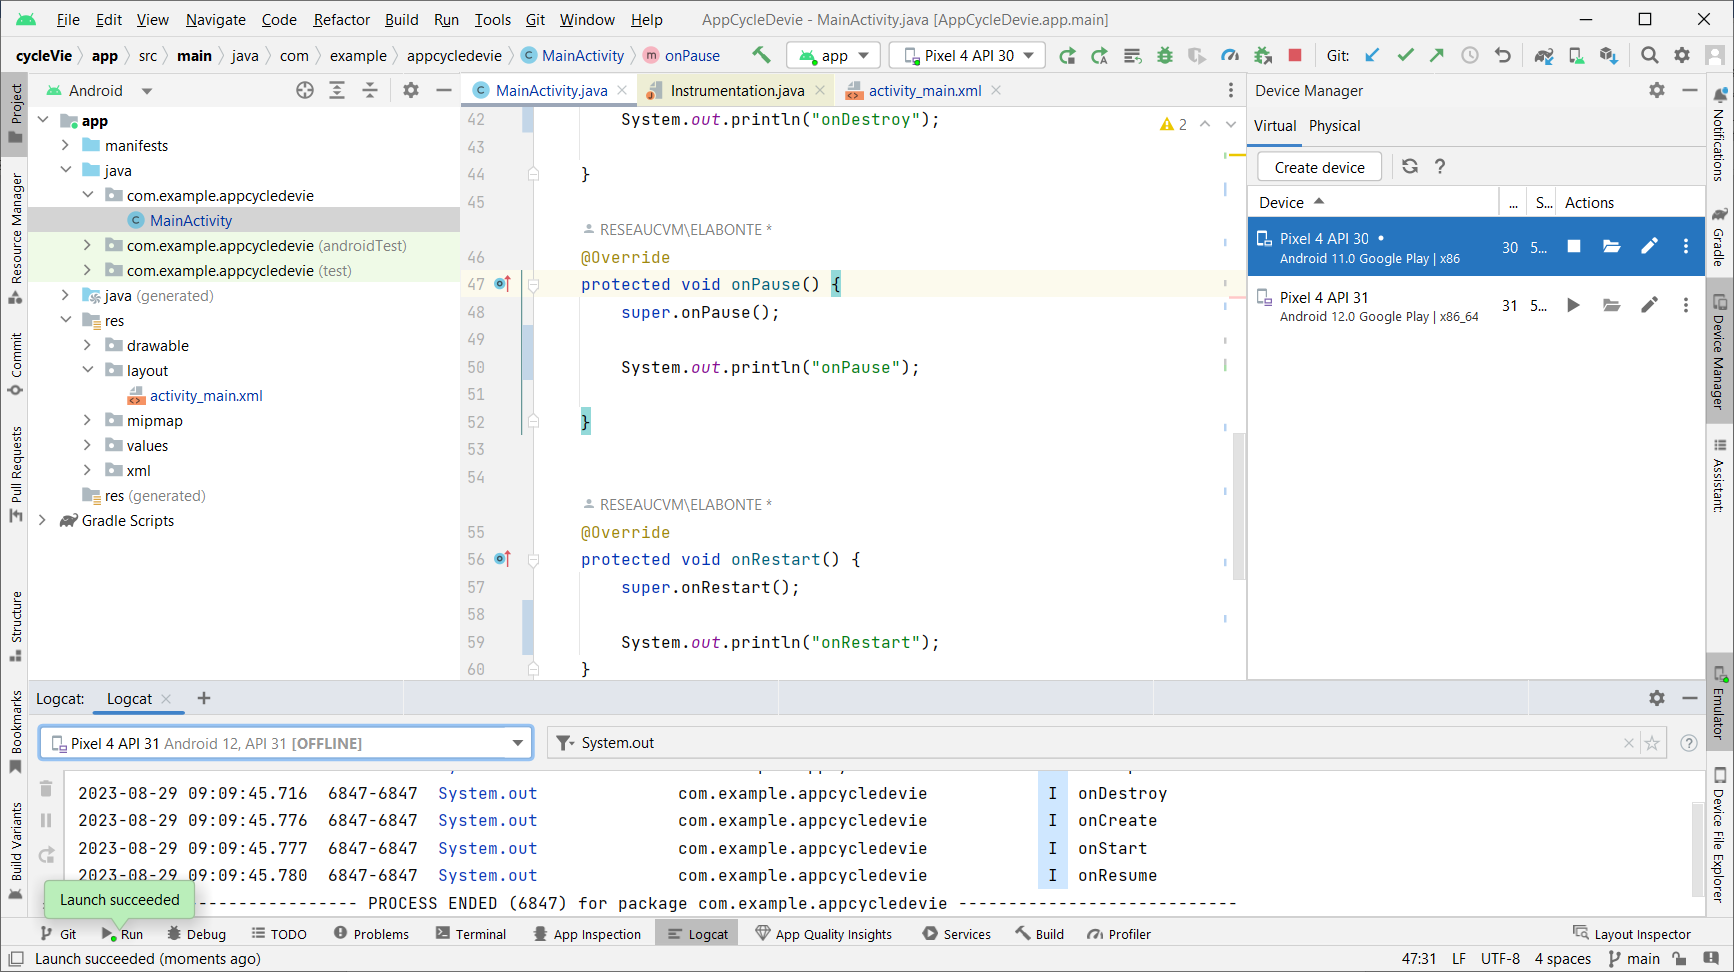 File Edit View Navigate Code Refactor Build Run Tools Git Window Help AppCycleDevie - MainActivity.java [AppCycleDevie.app.main]
cycleVie app src main java com example appcycledevie MainActivity onPause app Pixel 4 API 30 Git:
Project
Resource Manager
Commit
Pull Requests
Structure
Bookmarks
Build Variants
Android
app
manifests
java
com.example.appcycledevie
MainActivity
com.example.appcycledevie (androidTest)
com.example.appcycledevie (test)
java (generated)
res
drawable
layout
activity_main.xml
mipmap
values
xml
res (generated)
Gradle Scripts
MainActivity.java Instrumentation.java activity_main.xml
2
42 System.out.println("onDestroy");
43
44 }
45
RESEAUCVM\ELABONTE *
46 @Override
47 protected void onPause() {
48 super.onPause();
49
50 System.out.println("onPause");
51
52 }
53
54
RESEAUCVM\ELABONTE *
55 @Override
56 protected void onRestart() {
57 super.onRestart();
58
59 System.out.println("onRestart");
60 }
Device Manager
Virtual Physical
Create device ?
Device ... S... Actions
Pixel 4 API 30
Android 11.0 Google Play | x86
30 5...
Pixel 4 API 31
Android 12.0 Google Play | x86_64
31 5...
Notifications
Gradle
Device Manager
Assistant:
Emulator
Device File Explorer
Logcat: Logcat +
Pixel 4 API 31 Android 12, API 31 [OFFLINE] System.out
2023-08-29 09:09:45.716 6847-6847 System.out com.example.appcycledevie I onDestroy
2023-08-29 09:09:45.776 6847-6847 System.out com.example.appcycledevie I onCreate
2023-08-29 09:09:45.777 6847-6847 System.out com.example.appcycledevie I onStart
2023-08-29 09:09:45.780 6847-6847 System.out com.example.appcycledevie I onResume
---------------- PROCESS ENDED (6847) for package com.example.appcycledevie ----------------------------
Launch succeeded
Git Run Debug TODO Problems Terminal App Inspection Logcat App Quality Insights Services Build Profiler Layout Inspector
Launch succeeded (moments ago) 47:31 LF UTF-8 4 spaces main